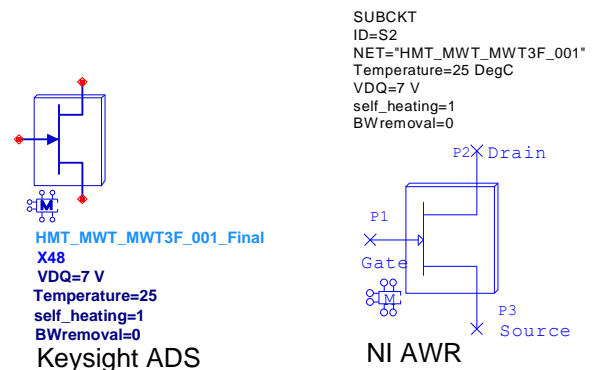 SUBCKT
ID=S2
NET="HMT_MWT_MWT3F_001"
Temperature=25 DegC
VDQ=7 V
self_heating=1
BWremoval=0
P2
Drain
P1
Gate
M
P3
Source
NI AWR
M
HMT_MWT_MWT3F_001_Final
X48
VDQ=7 V
Temperature=25
self_heating=1
BWremoval=0
Keysight ADS